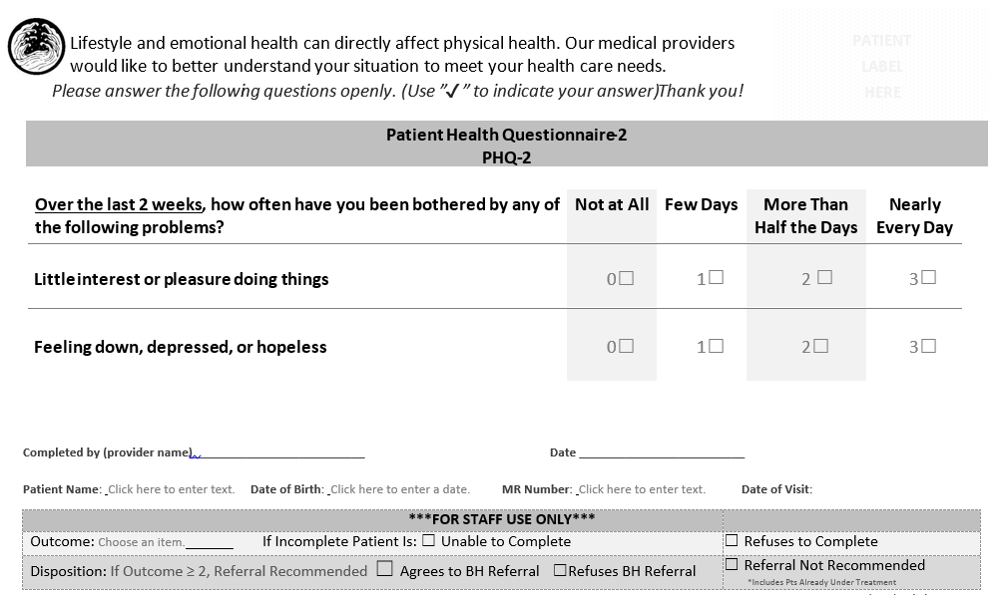 Lifestyle and emotional health can directly affect physical health. Our medical providers
would like to better understand your situation to meet your health care needs.
Please answer the following questions openly. (Use "✓" to indicate your answer)Thank you!
PATIENT
LABEL
HERE
Patient Health Questionnaire-2
PHQ-2
Over the last 2 weeks, how often have you been bothered by any of
the following problems?
Not at All
Few Days
More Than
Half the Days
Nearly
Every Day
Little interest or pleasure doing things 0☐ 1☐ 2 ☐ 3☐
Feeling down, depressed, or hopeless 0☐ 1☐ 2☐ 3☐
Completed by (provider name)___________________________ Date ___________________________
Patient Name: _Click here to enter text. Date of Birth: _Click here to enter a date. MR Number: _Click here to enter text. Date of Visit:
***FOR STAFF USE ONLY***
Outcome: Choose an item.______ If Incomplete Patient Is: ☐ Unable to Complete ☐ Refuses to Complete
Disposition: If Outcome ≥ 2, Referral Recommended ☐ Agrees to BH Referral ☐Refuses BH Referral ☐ Referral Not Recommended
*Includes Pts Already Under Treatment